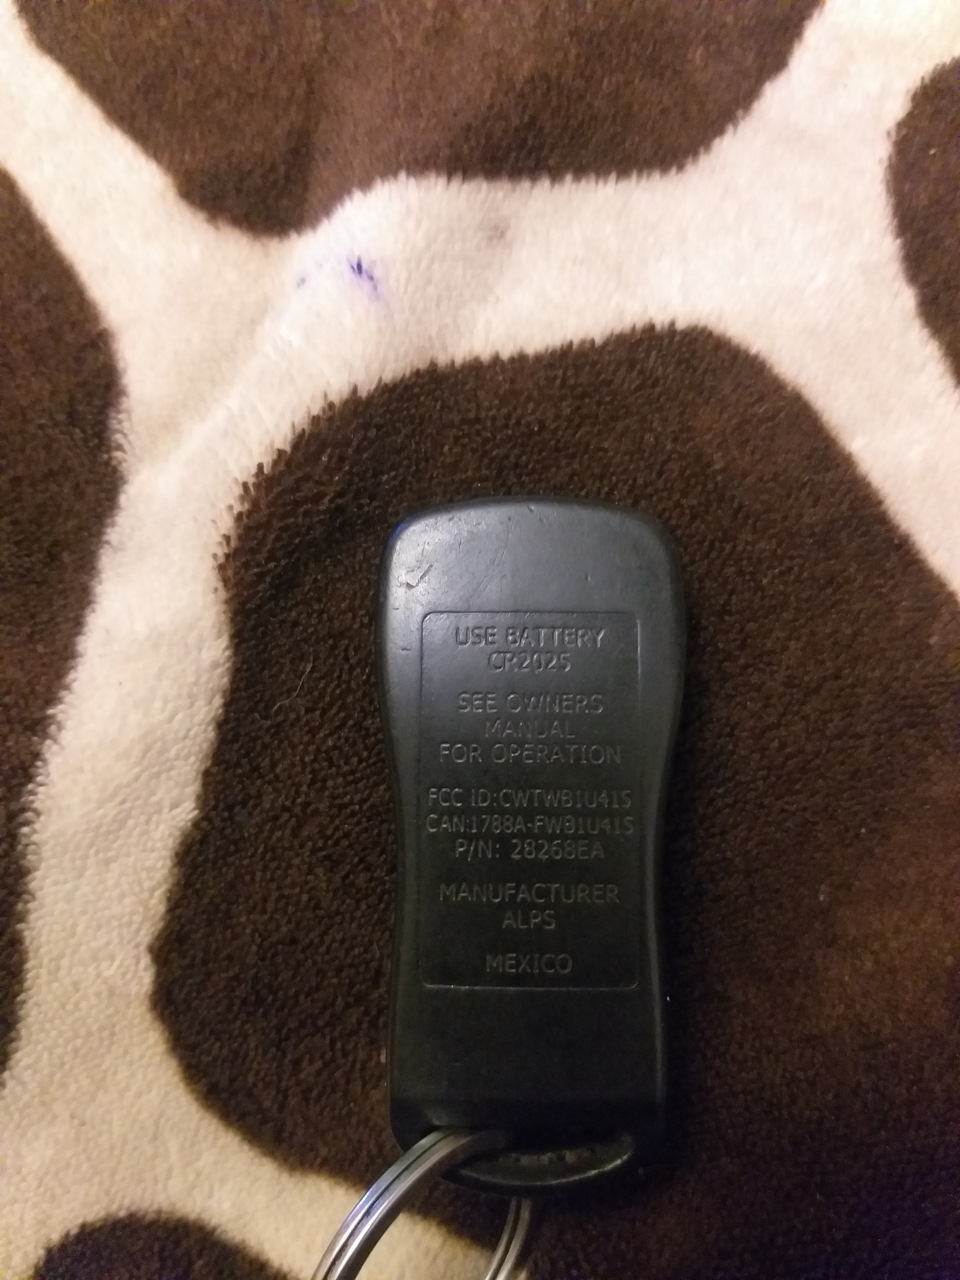 USE BATTERY
CR2025
SEE OWNERS
MANUAL
FOR OPERATION
FCC ID:CWTWB1U415
CAN:1788A-FWB1U415
P/N: 28268EA
MANUFACTURER
ALPS
MEXICO